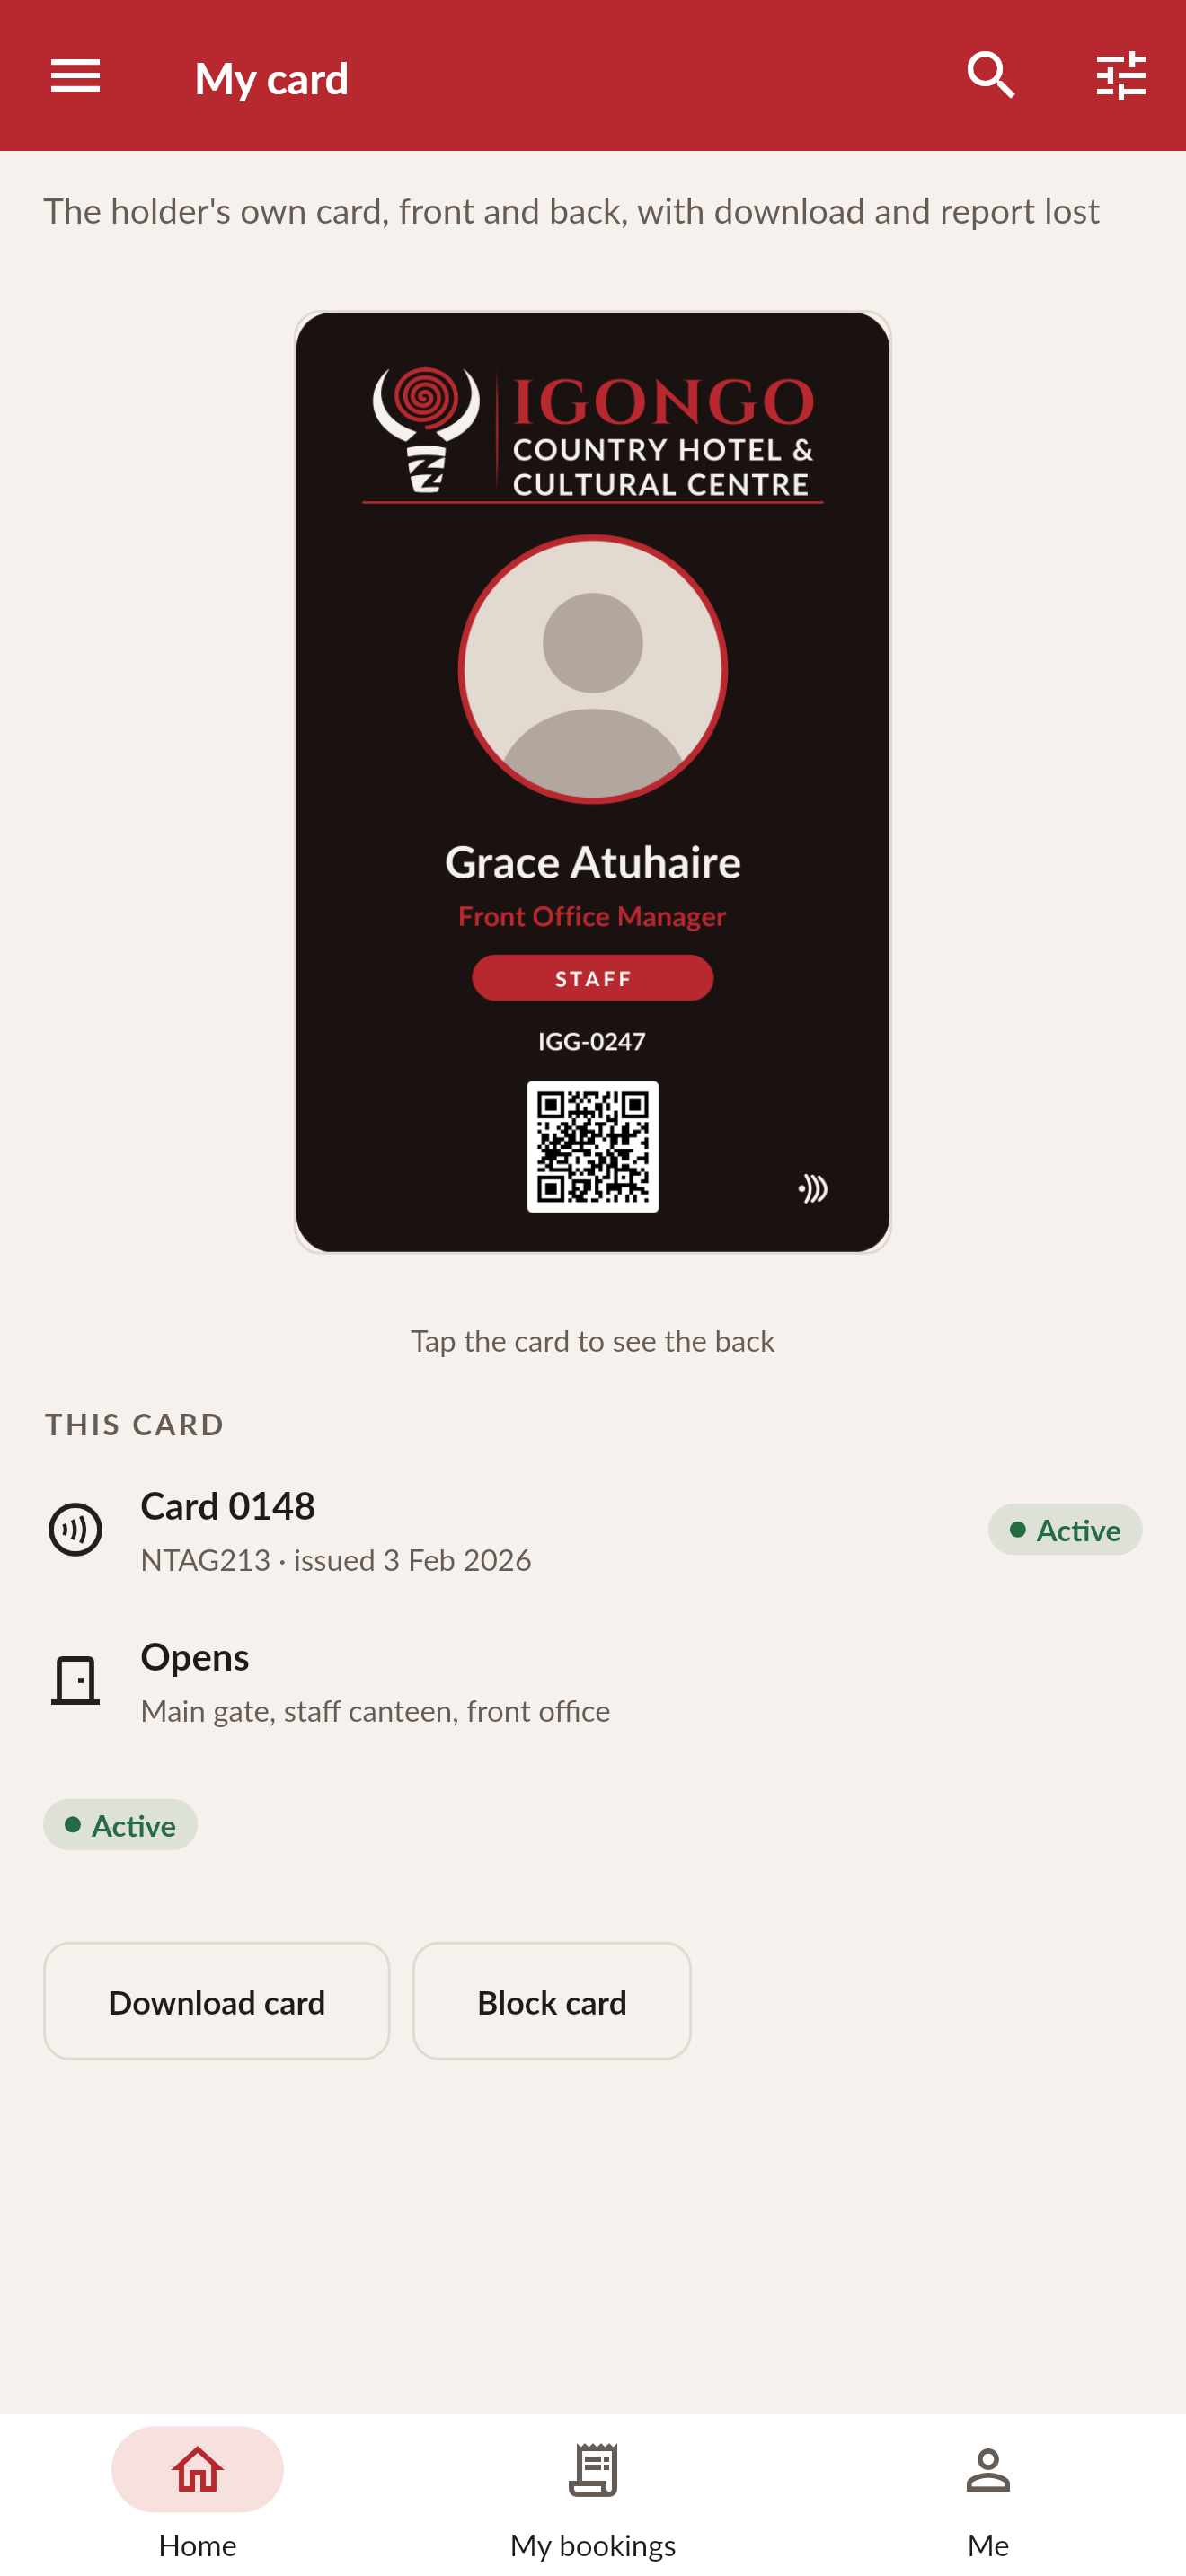 My card
The holder's own card, front and back, with download and report lost
IGONGO
COUNTRY HOTEL &
CULTURAL CENTRE
Grace Atuhaire
Front Office Manager
STAFF
IGG-0247
Tap the card to see the back
THIS CARD
Card 0148
NTAG213 · issued 3 Feb 2026
Active
Opens
Main gate, staff canteen, front office
Active
Download card
Block card
Home
My bookings
Me